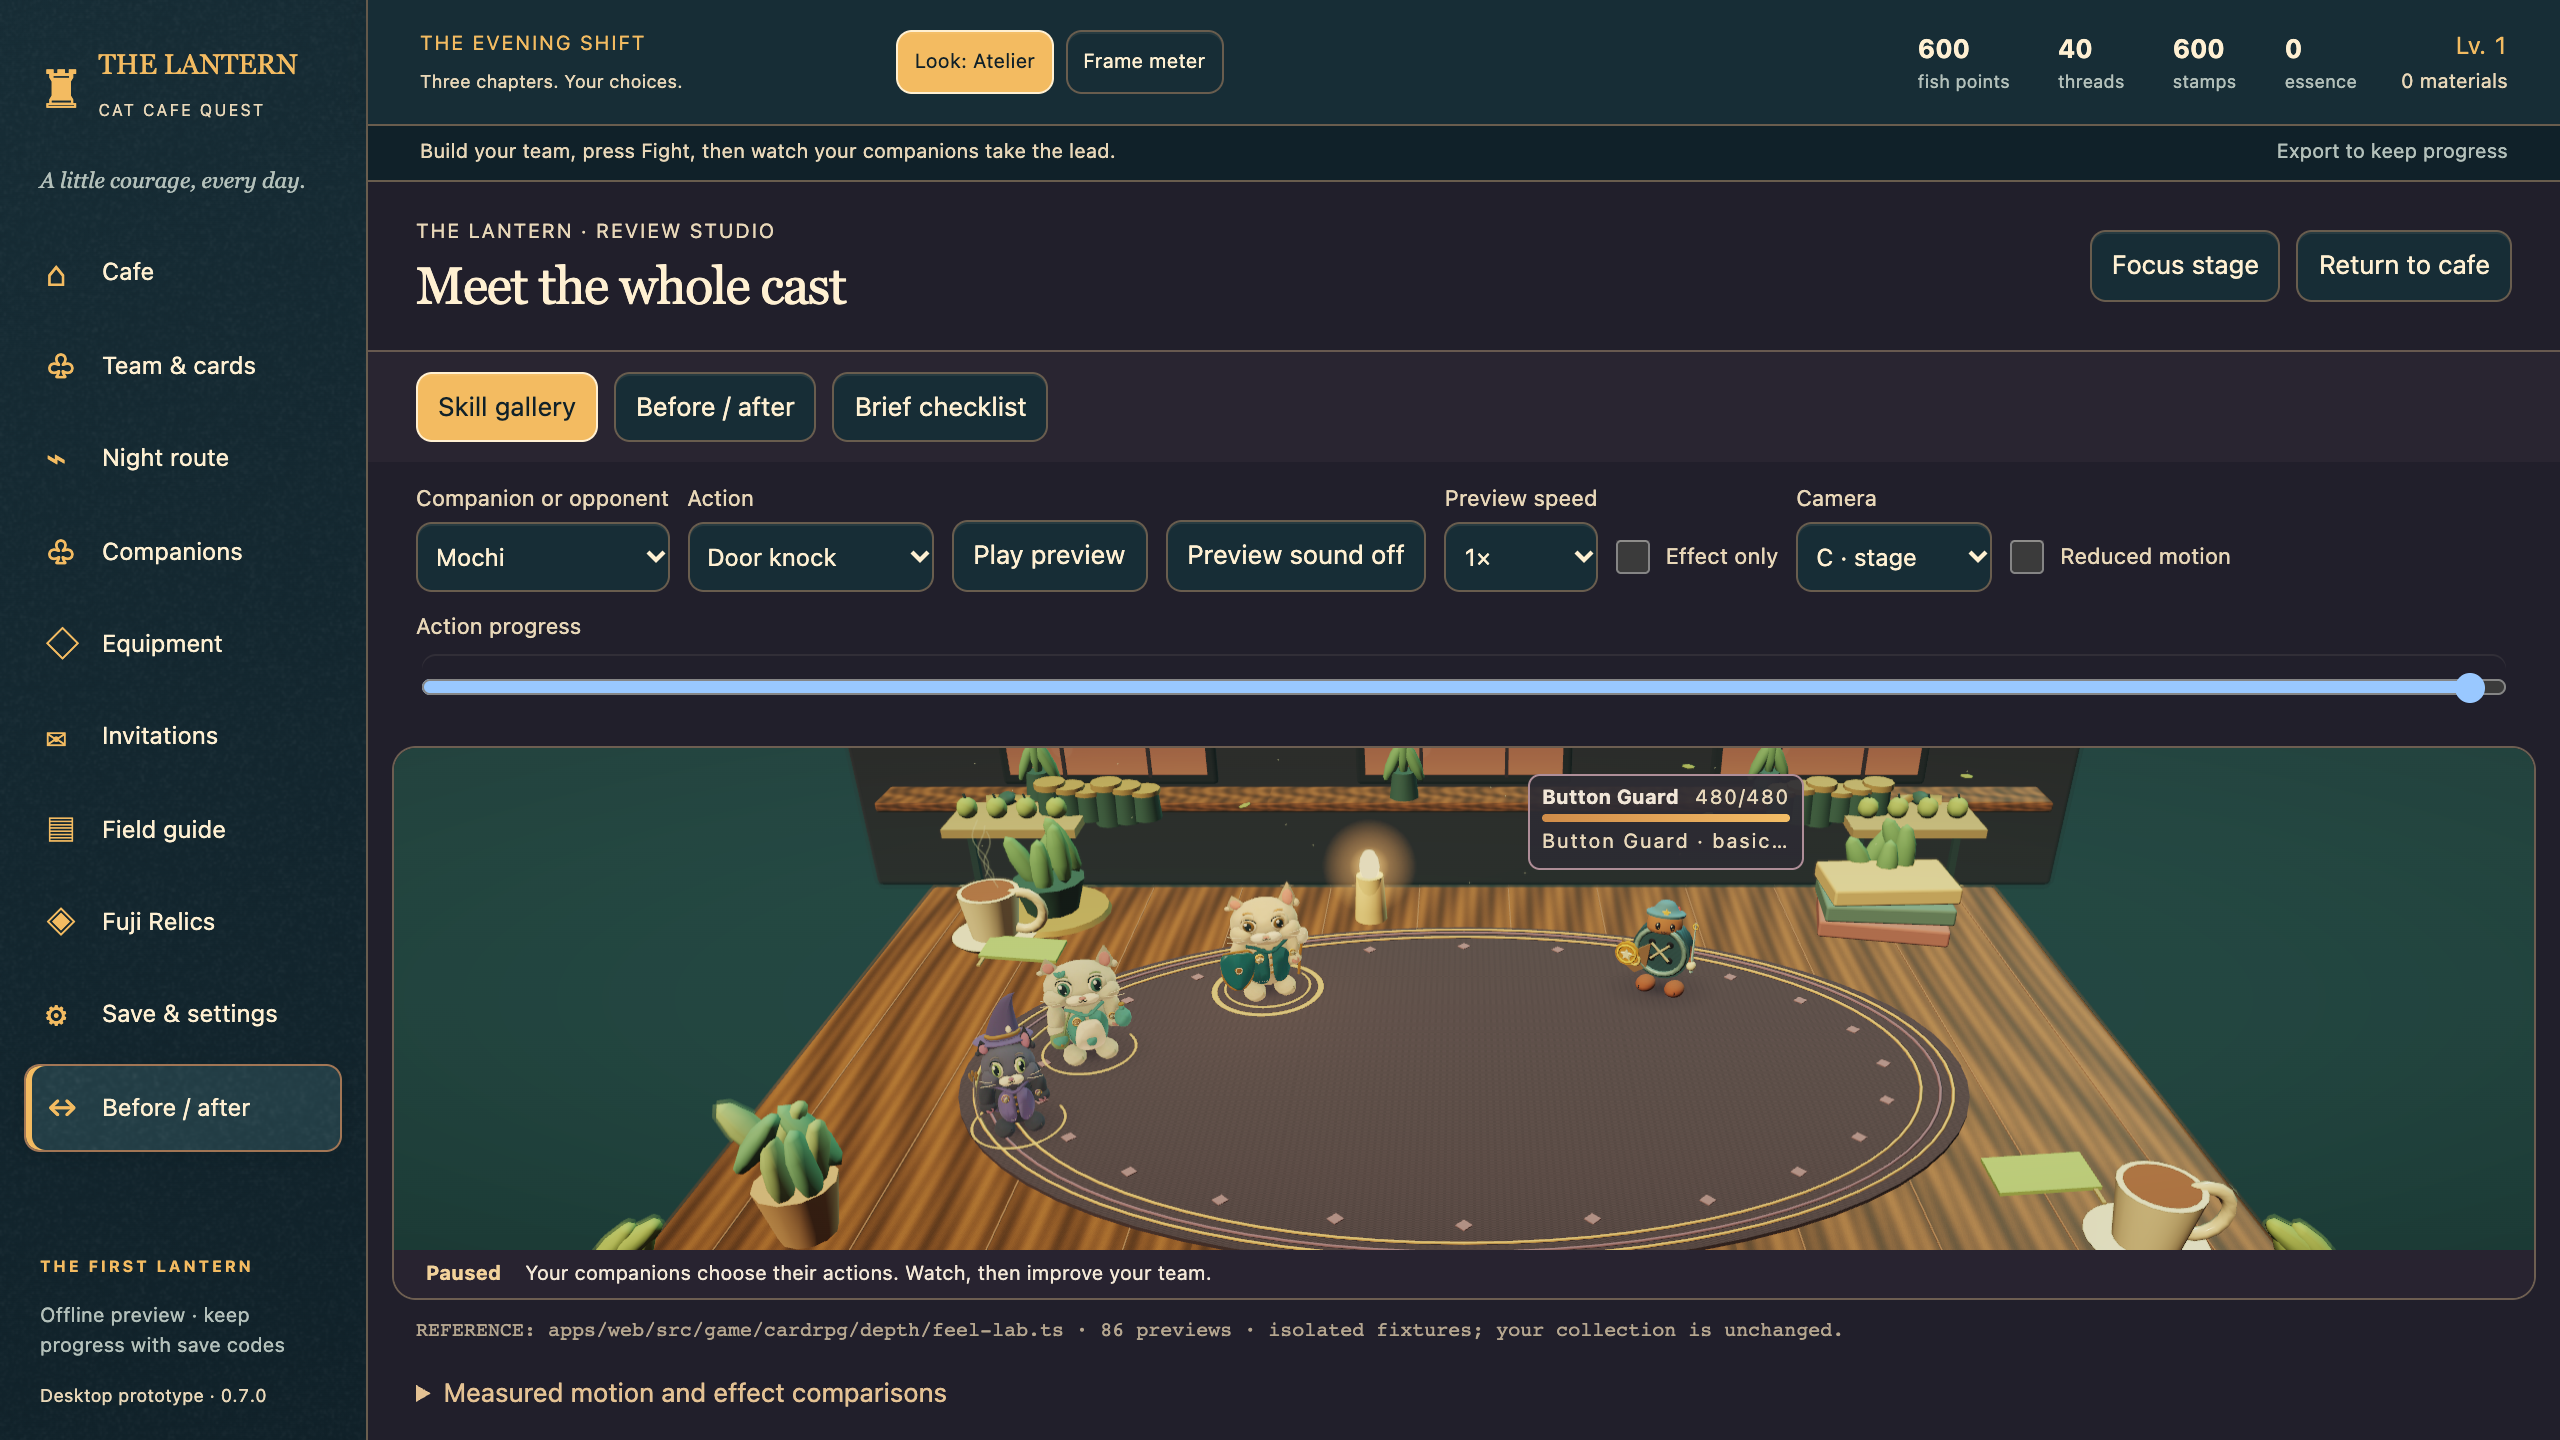 THE LANTERN
CAT CAFE QUEST
A little courage, every day.
Cafe
Team & cards
Night route
Companions
Equipment
Invitations
Field guide
Fuji Relics
Save & settings
Before / after
THE FIRST LANTERN
Offline preview · keep
progress with save codes
Desktop prototype · 0.7.0
THE EVENING SHIFT
Three chapters. Your choices.
Look: Atelier
Frame meter
600
fish points
40
threads
600
stamps
0
essence
Lv. 1
0 materials
Build your team, press Fight, then watch your companions take the lead.
Export to keep progress
THE LANTERN · REVIEW STUDIO
Meet the whole cast
Focus stage
Return to cafe
Skill gallery
Before / after
Brief checklist
Companion or opponent
Mochi
Action
Door knock
Play preview
Preview sound off
Preview speed
1×
Effect only
Camera
C · stage
Reduced motion
Action progress
Button Guard 480/480
Button Guard · basic…
Paused Your companions choose their actions. Watch, then improve your team.
REFERENCE: apps/web/src/game/cardrpg/depth/feel-lab.ts · 86 previews · isolated fixtures; your collection is unchanged.
Measured motion and effect comparisons